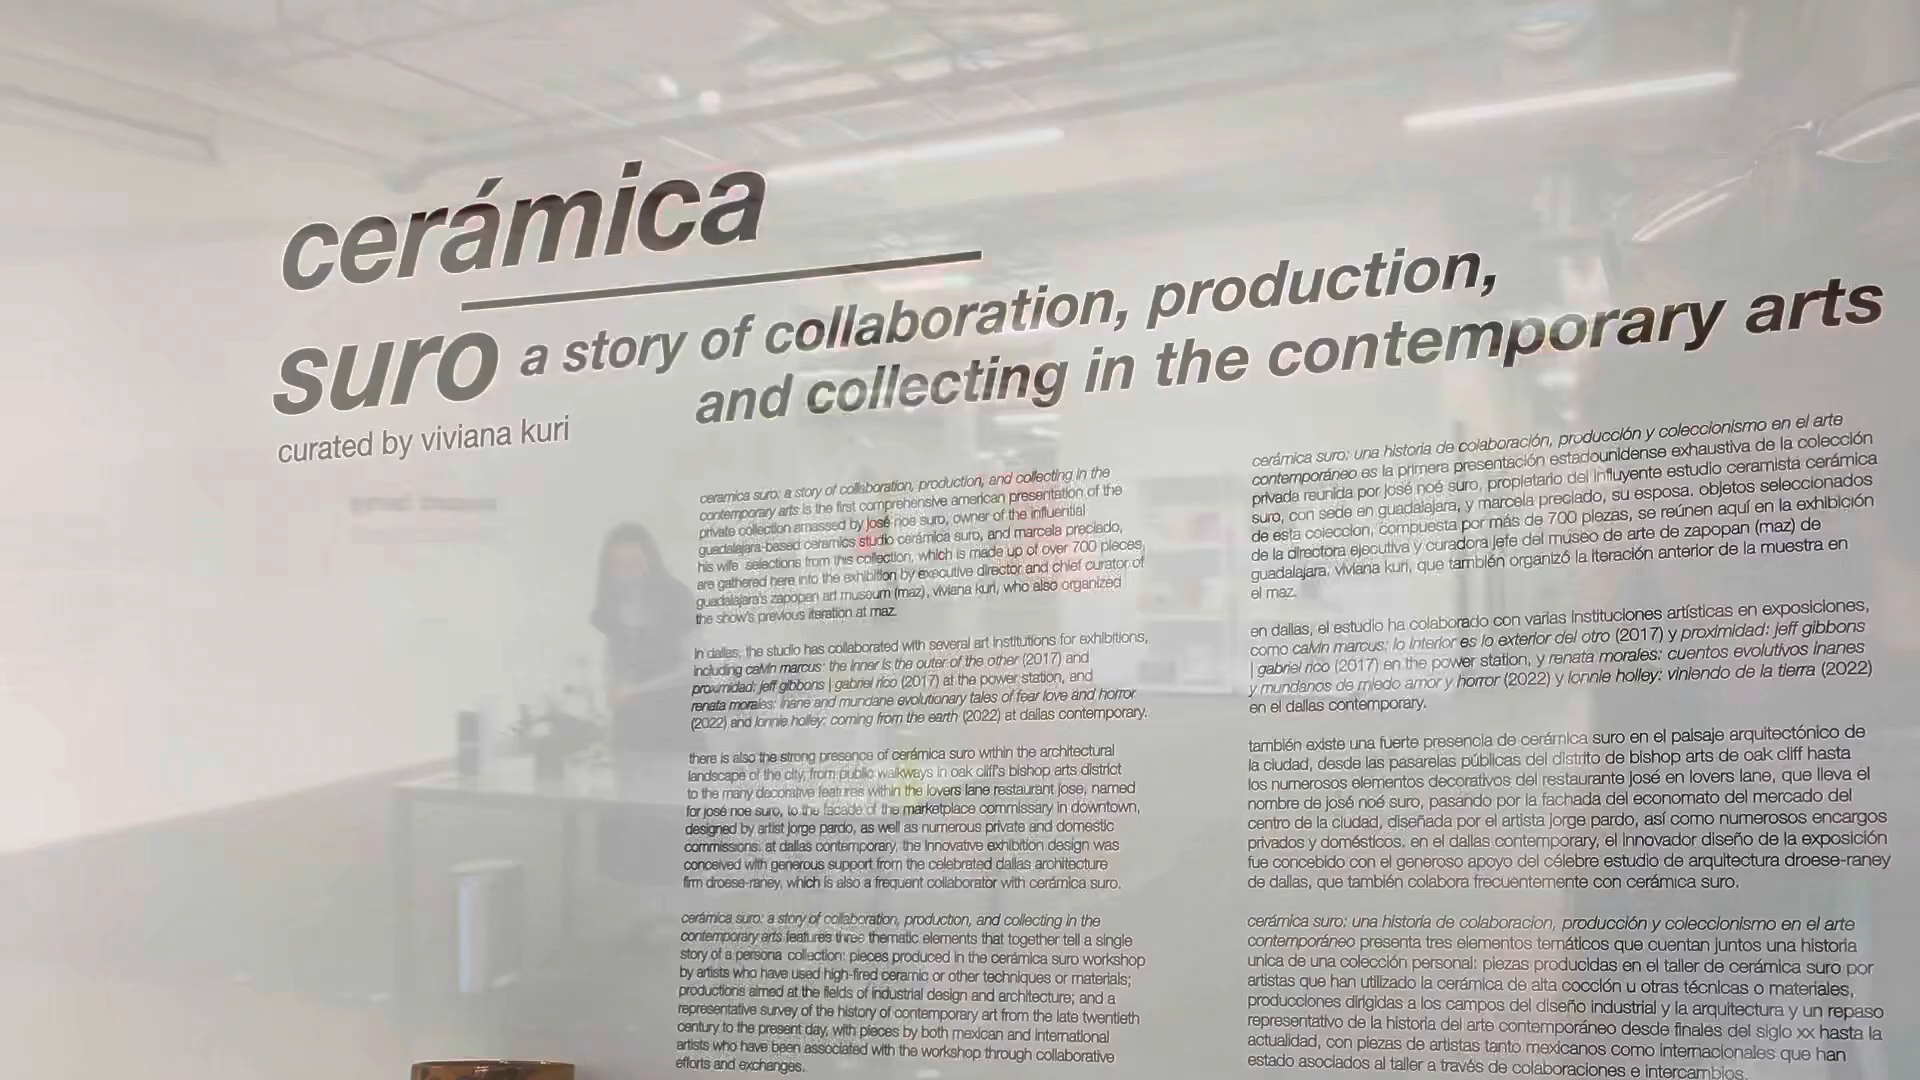 cerámica
suro a story of collaboration, production,
and collecting in the contemporary arts
curated by viviana kuri
ceramica suro: a story of collaboration, production, and collecting in the
contemporary arts is the first comprehensive american presentation of the
private collection amassed by josé noe suro, owner of the influential
guadalajara-based ceramics studio cerámica suro, and marcela preciado,
his wife selections from this collection, which is made up of over 700 pieces,
are gathered here into the exhibition by executive director and chief curator of
guadalajara's zapopan art museum (maz), viviana kuri, who also organized
the show's previous iteration at maz.
in dallas, the studio has collaborated with several art institutions for exhibitions,
including calvin marcus: the inner is the outer of the other (2017) and
proximidad: jeff gibbons | gabriel rico (2017) at the power station, and
renata morales: inane and mundane evolutionary tales of fear love and horror
(2022) and lonnie holley: coming from the earth (2022) at dallas contemporary.
there is also the strong presence of cerámica suro within the architectural
landscape of the city, from public walkways in oak cliff's bishop arts district
to the many decorative features within the lovers lane restaurant jose, named
for josé noe suro, to the facade of the marketplace commissary in downtown,
designed by artist jorge pardo, as well as numerous private and domestic
commissions. at dallas contemporary, the innovative exhibition design was
conceived with generous support from the celebrated dallas architecture
firm droese-raney, which is also a frequent collaborator with cerámica suro.
cerámica suro: a story of collaboration, production, and collecting in the
contemporary arts features three thematic elements that together tell a single
story of a persona collection: pieces produced in the cerámica suro workshop
by artists who have used high-fired ceramic or other techniques or materials;
productions aimed at the fields of industrial design and architecture; and a
representative survey of the history of contemporary art from the late twentieth
century to the present day, with pieces by both mexican and international
artists who have been associated with the workshop through collaborative
efforts and exchanges.
cerámica suro: una historia de colaboración, producción y coleccionismo en el arte
contemporáneo es la primera presentación estadounidense exhaustiva de la colección
privada reunida por josé noé suro, propietario del influyente estudio ceramista cerámica
suro, con sede en guadalajara, y marcela preciado, su esposa. objetos seleccionados
de esta coleccion, compuesta por más de 700 piezas, se reúnen aquí en la exhibición
de la directora ejecutiva y curadora jefe del museo de arte de zapopan (maz) de
guadalajara, viviana kuri, que también organizó la iteración anterior de la muestra en
el maz.
en dallas, el estudio ha colaborado con varias instituciones artísticas en exposiciones,
como calvin marcus: lo interior es lo exterior del otro (2017) y proximidad: jeff gibbons
| gabriel rico (2017) en the power station, y renata morales: cuentos evolutivos inanes
y mundanos de miedo amor y horror (2022) y lonnie holley: viniendo de la tierra (2022)
en el dallas contemporary.
también existe una fuerte presencia de cerámica suro en el paisaje arquitectónico de
la ciudad, desde las pasarelas públicas del distrito de bishop arts de oak cliff hasta
los numerosos elementos decorativos del restaurante josé en lovers lane, que lleva el
nombre de josé noé suro, pasando por la fachada del economato del mercado del
centro de la ciudad, diseñada por el artista jorge pardo, así como numerosos encargos
privados y domésticos. en el dallas contemporary, el innovador diseño de la exposición
fue concebido con el generoso apoyo del célebre estudio de arquitectura droese-raney
de dallas, que también colabora frecuentemente con cerámica suro.
cerámica suro: una historia de colaboracion, producción y coleccionismo en el arte
contemporáneo presenta tres elementos temáticos que cuentan juntos una historia
unica de una colección personal: piezas producidas en el taller de cerámica suro por
artistas que han utilizado la cerámica de alta cocción u otras técnicas o materiales,
producciones dirigidas a los campos del diseño industrial y la arquitectura y un repaso
representativo de la historia del arte contemporáneo desde finales del siglo xx hasta la
actualidad, con piezas de artistas tanto mexicanos como internacionales que han
estado asociados al taller a través de colaboraciones e intercambios.